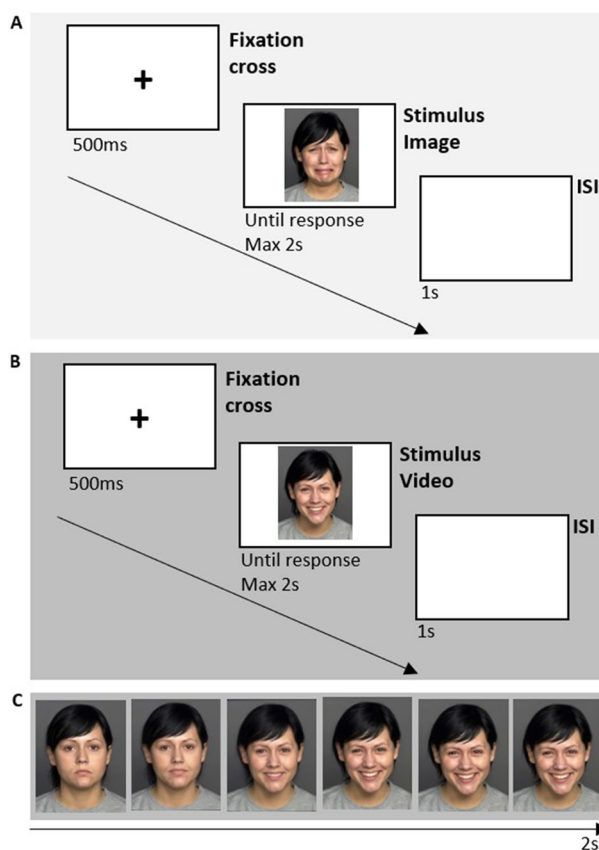 A
+
Fixation
cross
500ms
Stimulus
Image
Until response
Max 2s
ISI
1s
B
+
Fixation
cross
500ms
Stimulus
Video
Until response
Max 2s
ISI
1s
C
2s